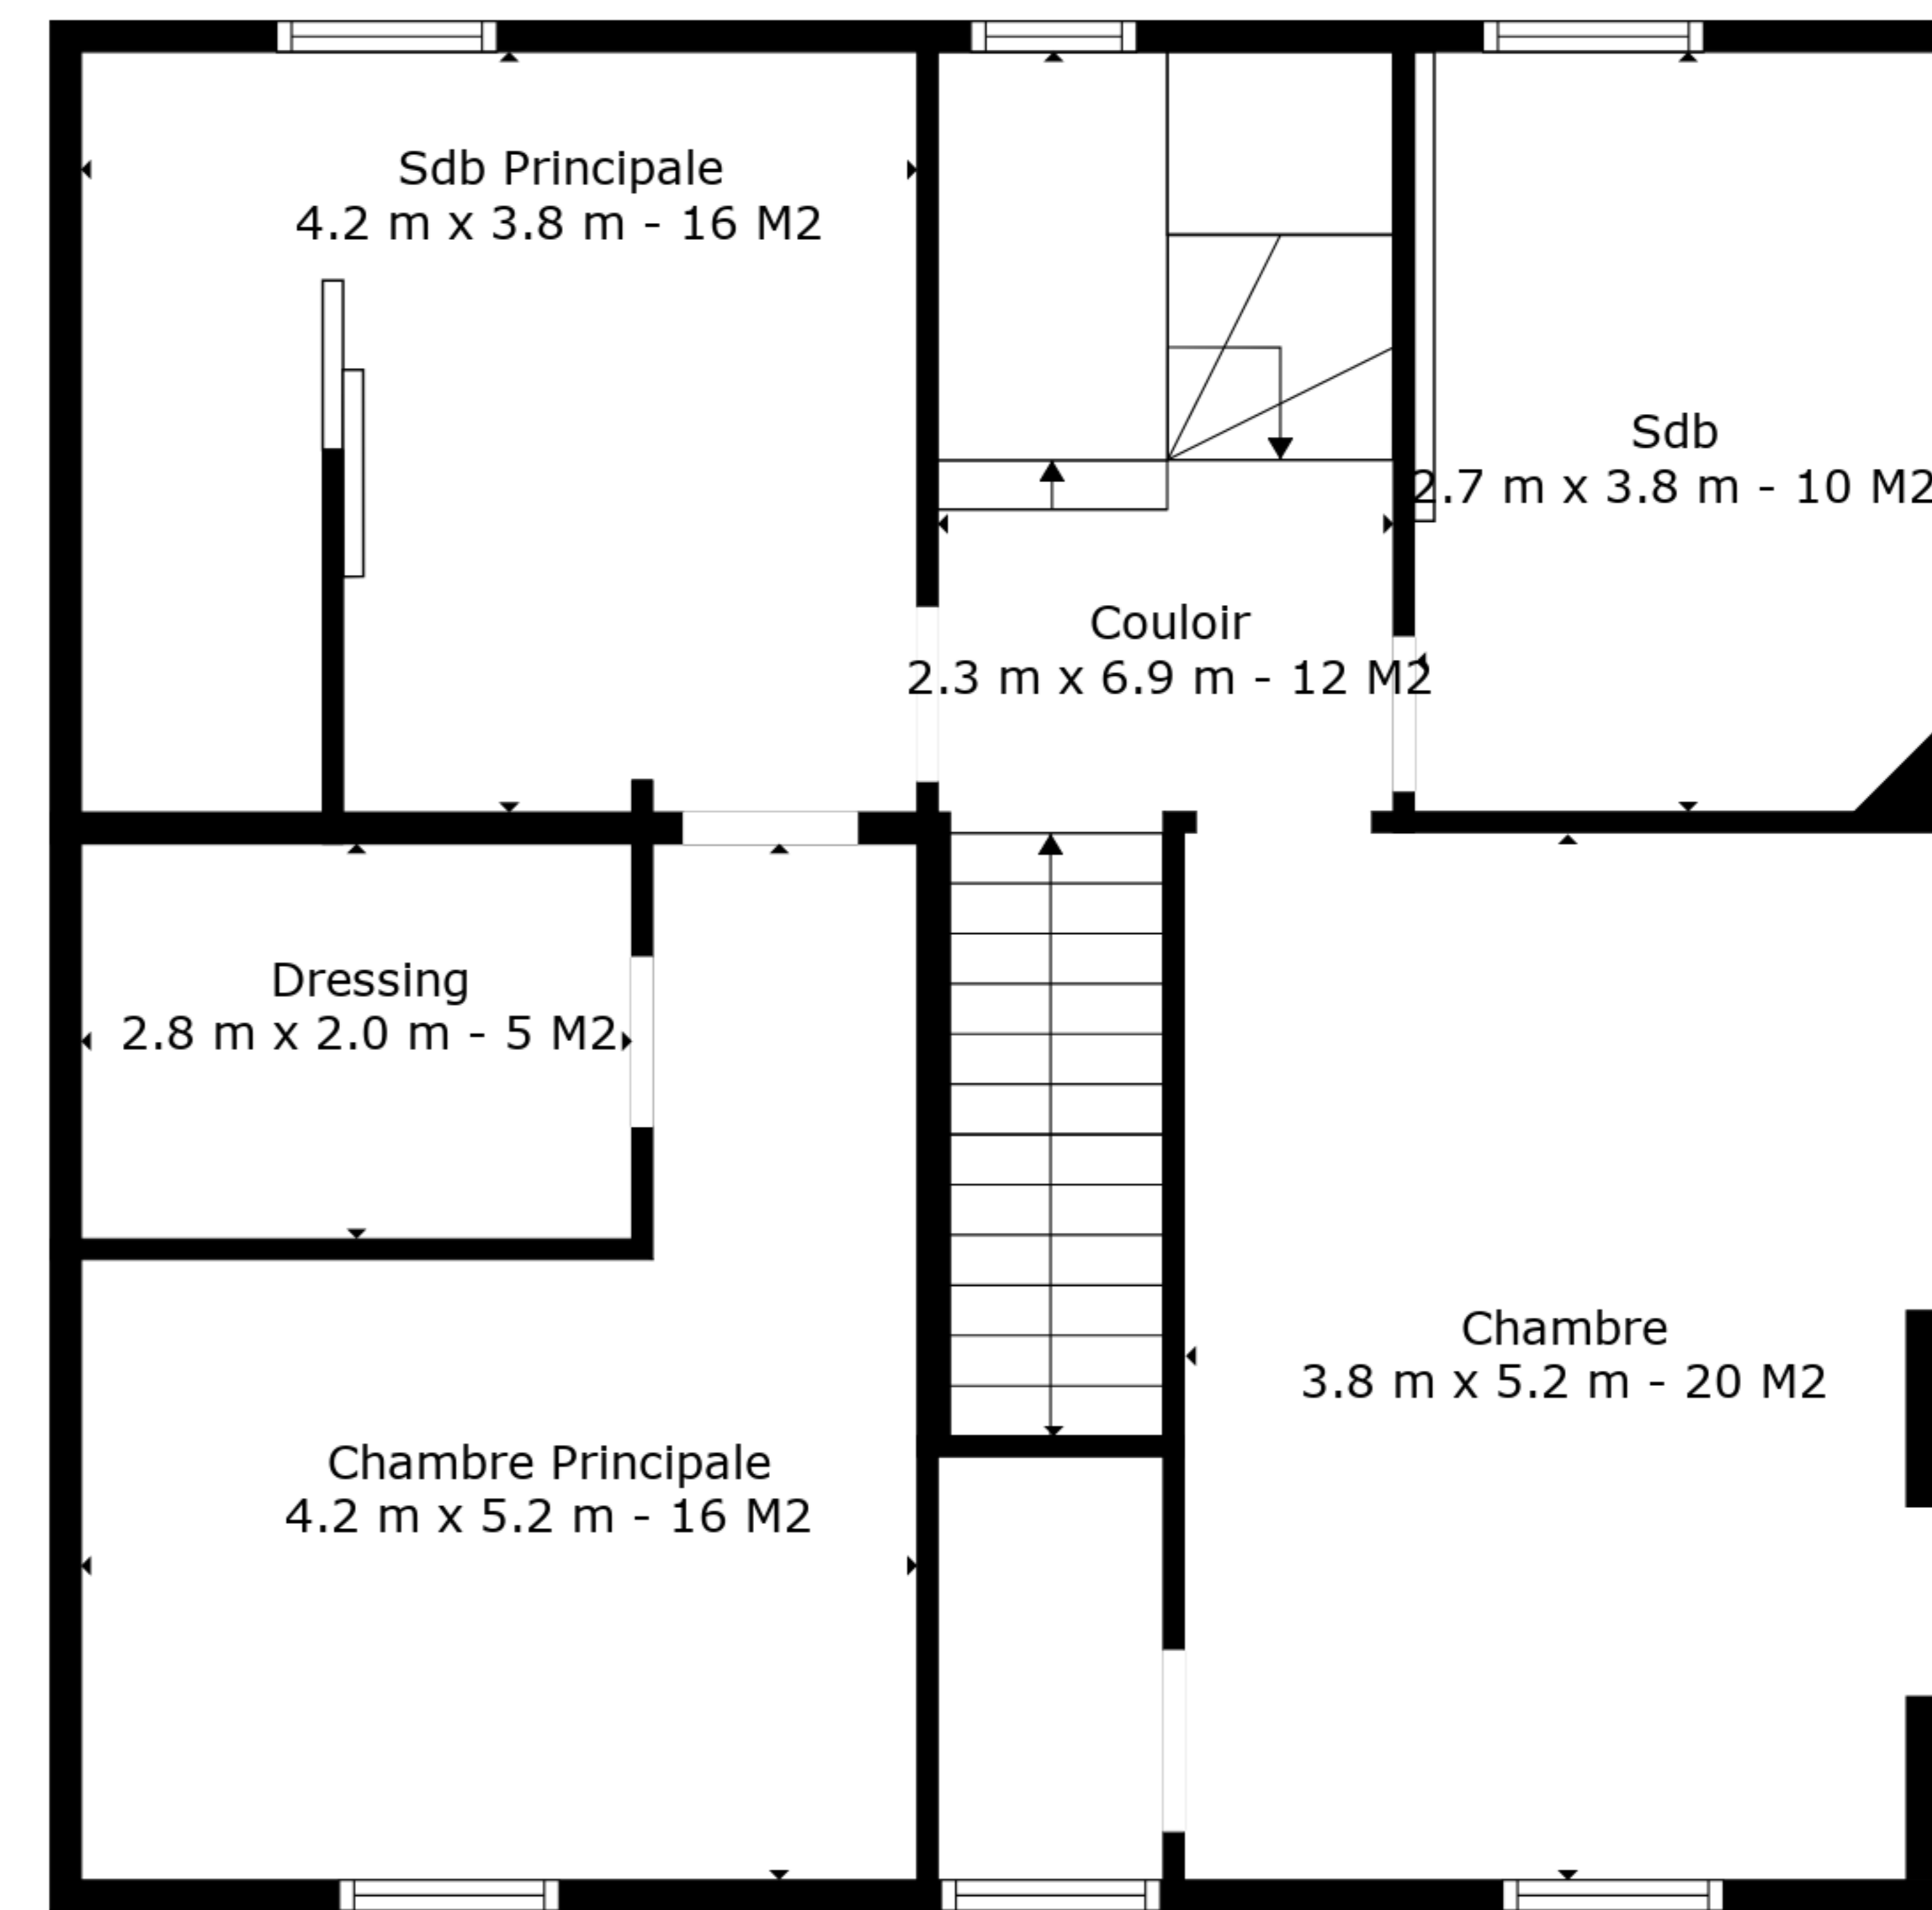 Sdb Principale
4.2 m x 3.8 m - 16 M2
Sdb
2.7 m x 3.8 m - 10 M2
Couloir
2.3 m x 6.9 m - 12 M2
Dressing
2.8 m x 2.0 m - 5 M2
Chambre
3.8 m x 5.2 m - 20 M2
Chambre Principale
4.2 m x 5.2 m - 16 M2